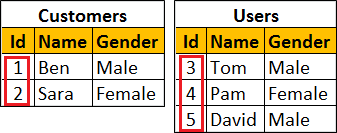 Customers
Id Name Gender
1 Ben Male
2 Sara Female
Users
Id Name Gender
3 Tom Male
4 Pam Female
5 David Male